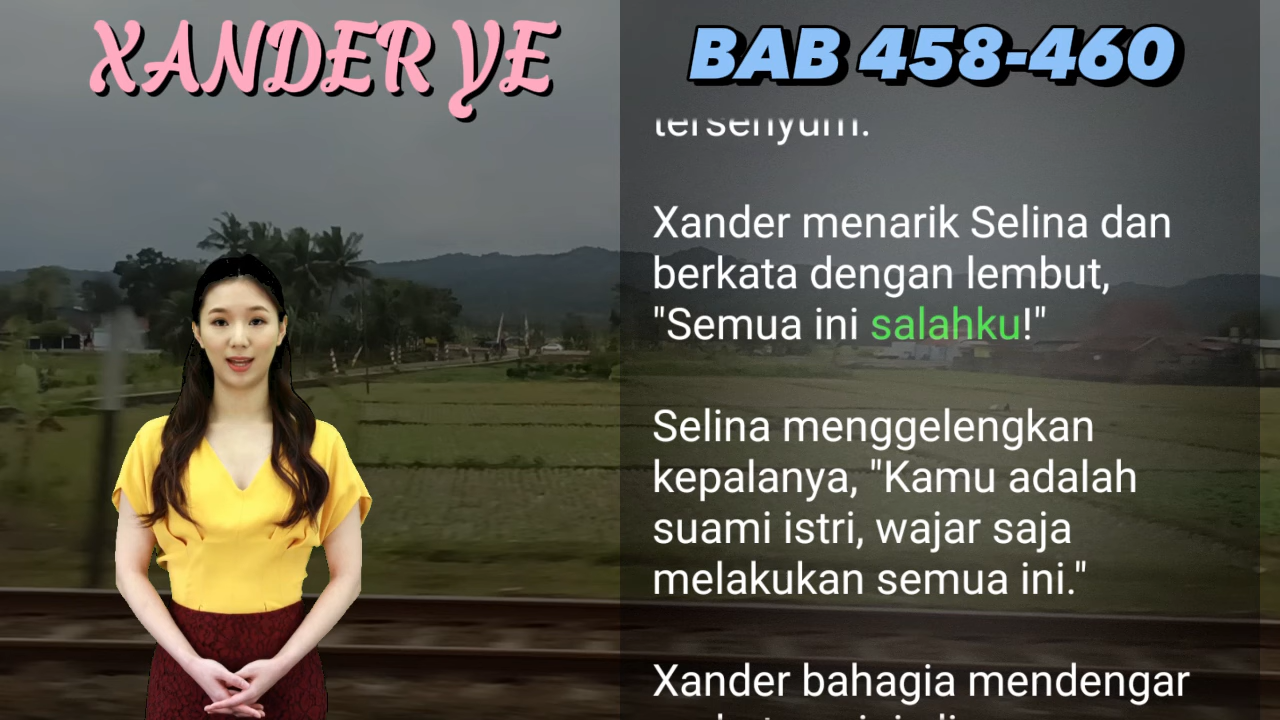 XANDER YE
BAB 458-460
tersenyum.
Xander menarik Selina dan
berkata dengan lembut,
"Semua ini salahku!"
Selina menggelengkan
kepalanya, "Kamu adalah
suami istri, wajar saja
melakukan semua ini."
Xander bahagia mendengar